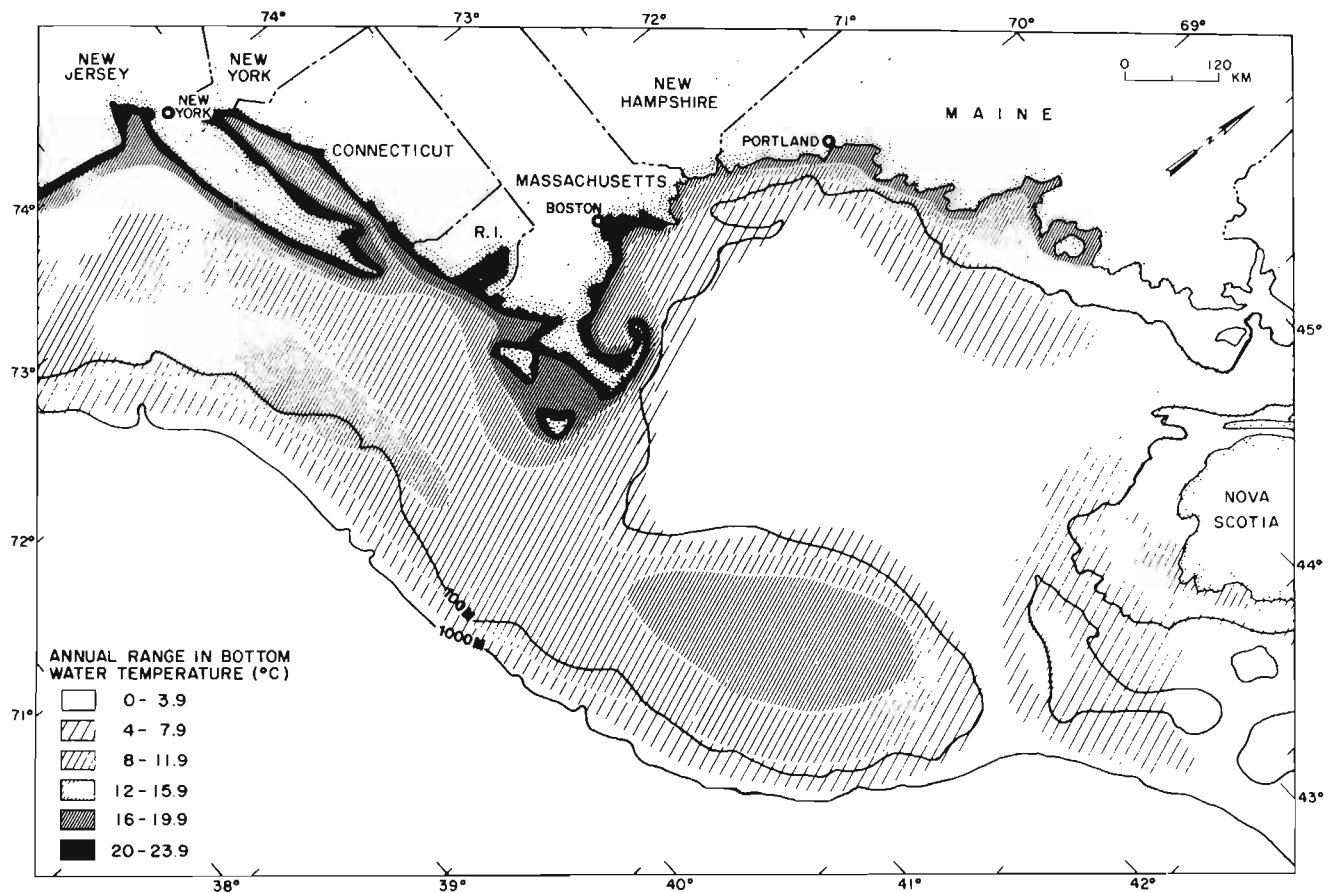 74°
73°
72°
71°
70°
69°
NEW
JERSEY
NEW
YORK
NEW
YORK
CONNECTICUT
NEW
HAMPSHIRE
MAINE
0 120
KM
N
PORTLAND
MASSACHUSETTS
BOSTON
R.I.
74°
73°
72°
71°
45°
44°
43°
NOVA
SCOTIA
100 M
1000 M
ANNUAL RANGE IN BOTTOM
WATER TEMPERATURE (°C)
0 - 3.9
4 - 7.9
8 - 11.9
12 - 15.9
16 - 19.9
20 - 23.9
38°
39°
40°
41°
42°